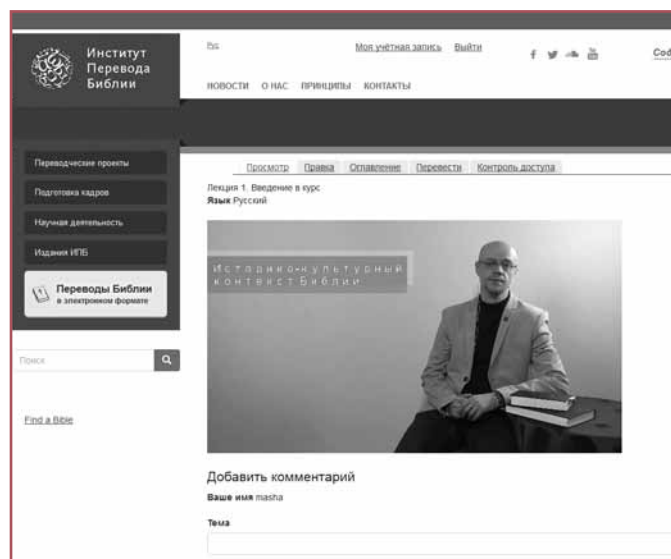 Институт
Перевода
Библии
Рус
Моя учётная запись Выйти
You
Cod
НОВОСТИ О НАС ПРИНЦИПЫ КОНТАКТЫ
Переводческие проекты
Подготовка кадров
Научная деятельность
Издания ИПБ
Переводы Библии
в электронном формате
Поиск
Find a Bible
Просмотр Правка Оглавление Перевести Контроль доступа
Лекция 1. Введение в курс
Язык Русский
Историко-культурный
контекст Библии
Добавить комментарий
Ваше имя masha
Тема